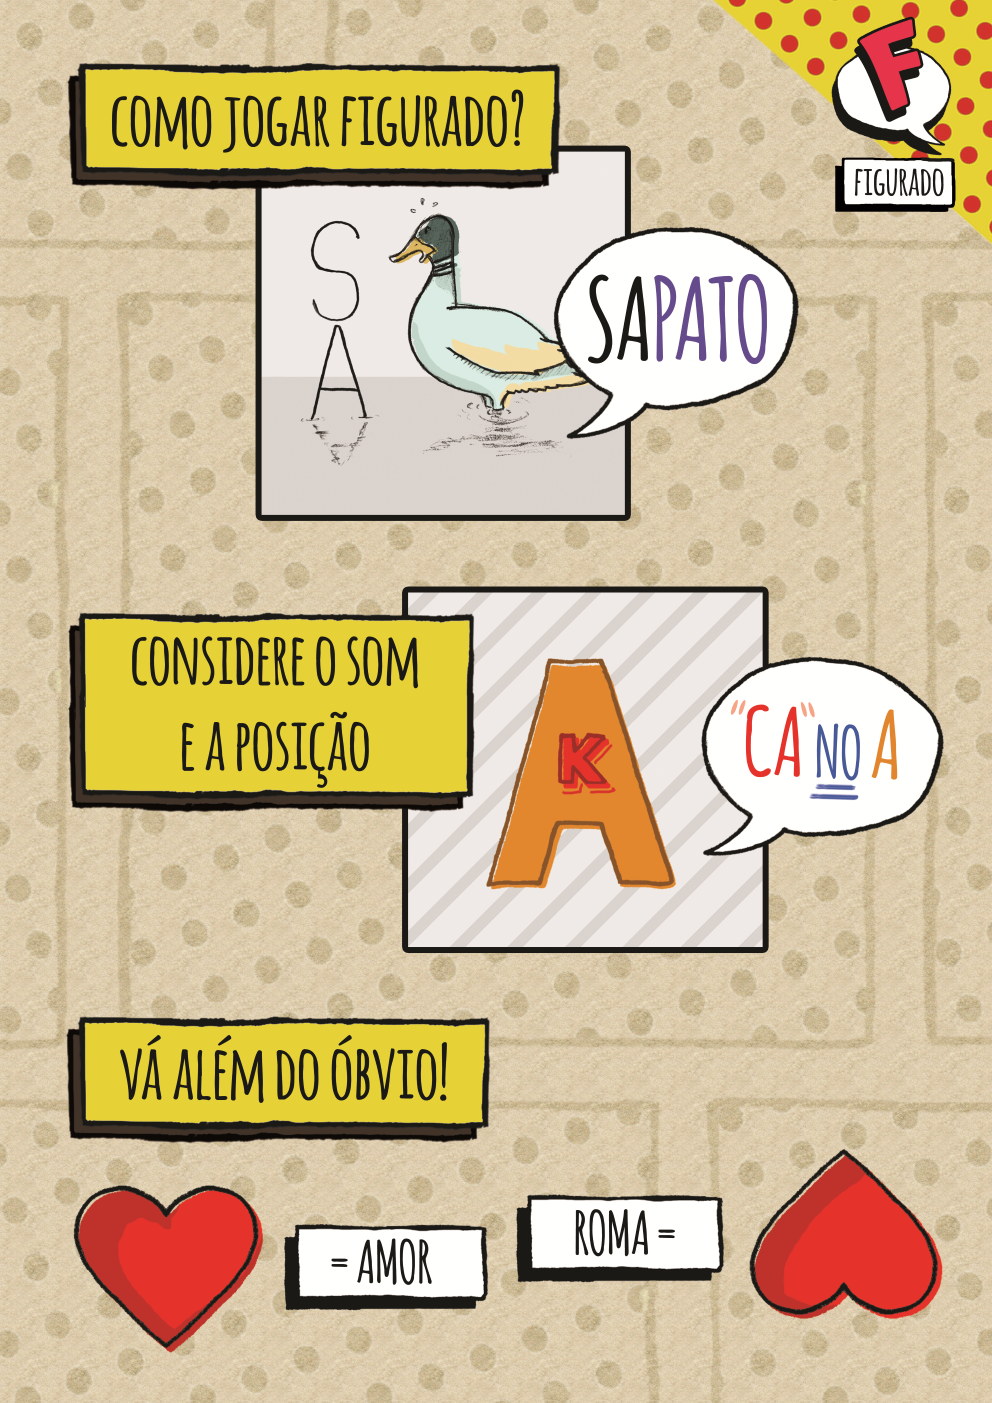 COMO JOGAR FIGURADO?
F
FIGURADO
S
A
SAPATO
CONSIDERE O SOM
E A POSIÇÃO
K
A
"CA" NO A
VÁ ALÉM DO ÓBVIO!
= AMOR
ROMA =